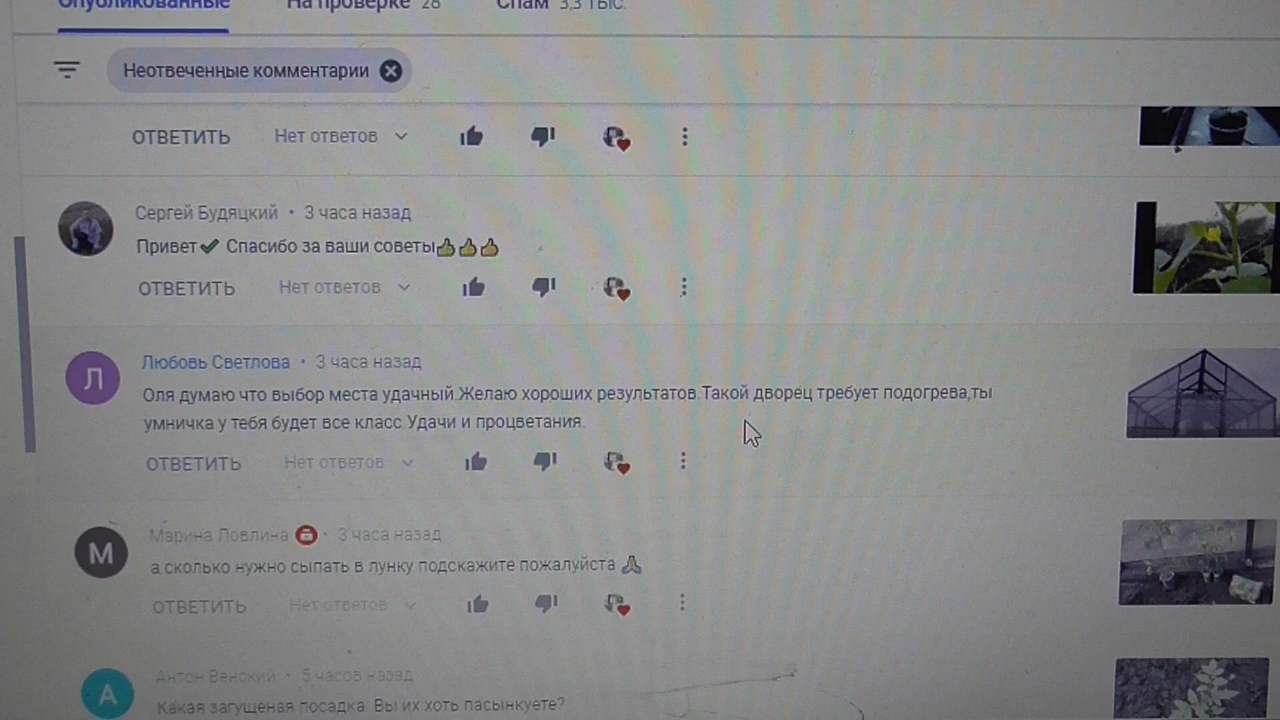 Опубликованные На проверке 28 Спам 3,3 тыс.
Неотвеченные комментарии
ОТВЕТИТЬ Нет ответов
Сергей Будяцкий • 3 часа назад
Привет✔ Спасибо за ваши советы👍👍👍
ОТВЕТИТЬ Нет ответов
Л
Любовь Светлова • 3 часа назад
Оля думаю что выбор места удачный.Желаю хороших результатов.Такой дворец требует подогрева,ты
умничка у тебя будет все класс.Удачи и процветания.
ОТВЕТИТЬ Нет ответов
М
Марина Ловлина • 3 часа назад
а сколько нужно сыпать в лунку подскажите пожалуйста 🙏
ОТВЕТИТЬ Нет ответов
А
Антон Венский • 5 часов назад
Какая загущеная посадка. Вы их хоть пасынкуете?